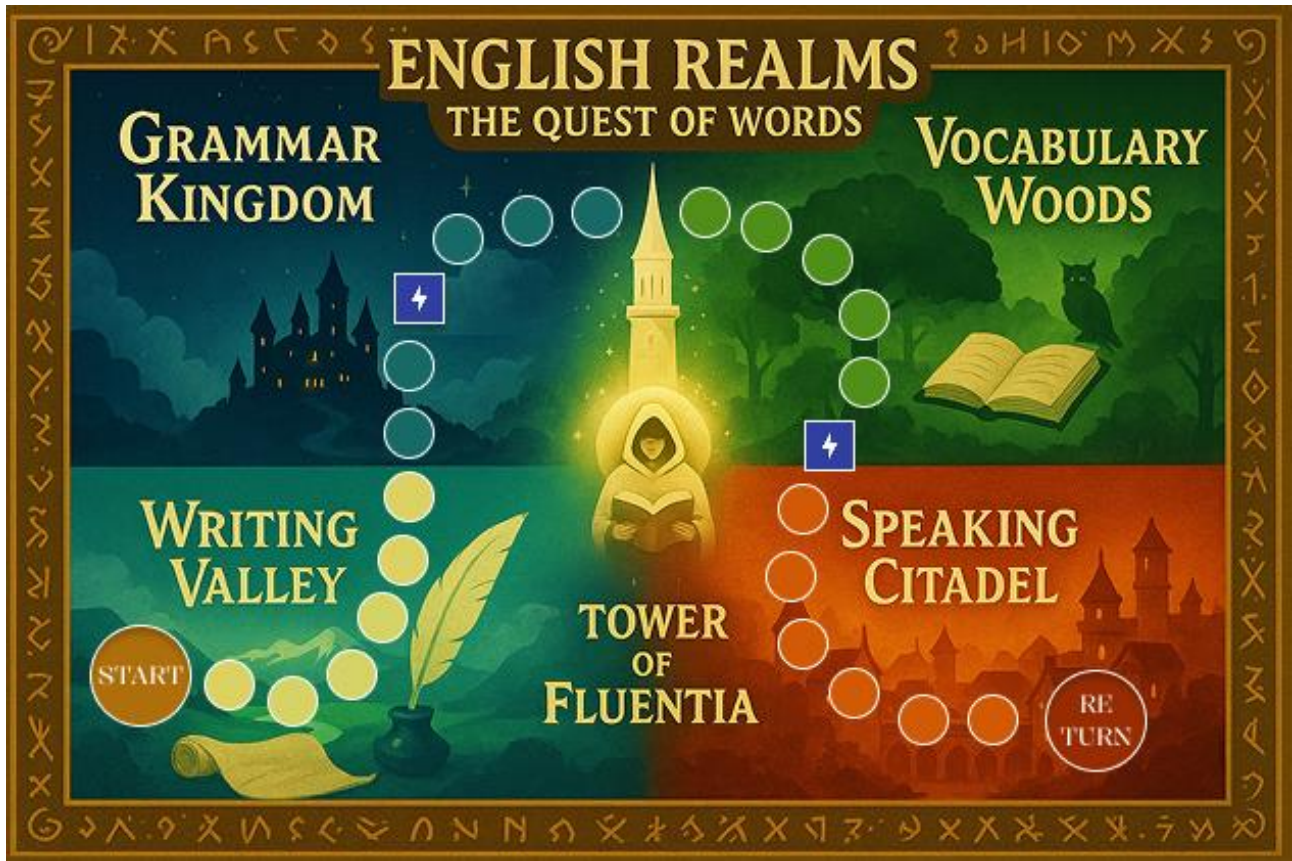 ENGLISH REALMS
THE QUEST OF WORDS
GRAMMAR
KINGDOM
VOCABULARY
WOODS
WRITING
VALLEY
SPEAKING
CITADEL
TOWER
OF
FLUENTIA
START
RE
TURN